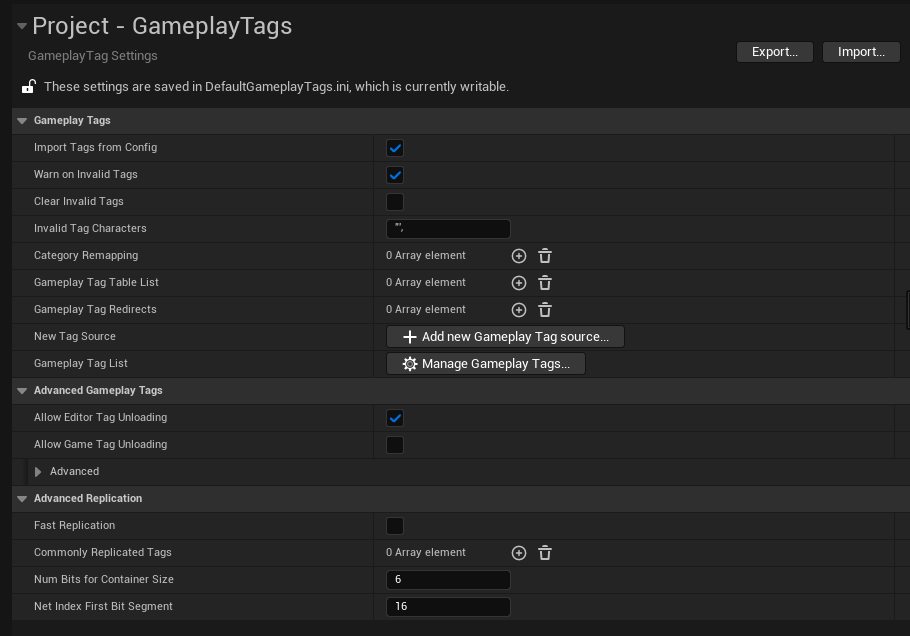 Project - GameplayTags
GameplayTag Settings
Export...
Import...
These settings are saved in DefaultGameplayTags.ini, which is currently writable.
Gameplay Tags
Import Tags from Config
Warn on Invalid Tags
Clear Invalid Tags
Invalid Tag Characters "',
Category Remapping 0 Array element
Gameplay Tag Table List 0 Array element
Gameplay Tag Redirects 0 Array element
New Tag Source Add new Gameplay Tag source...
Gameplay Tag List Manage Gameplay Tags...
Advanced Gameplay Tags
Allow Editor Tag Unloading
Allow Game Tag Unloading
Advanced
Advanced Replication
Fast Replication
Commonly Replicated Tags 0 Array element
Num Bits for Container Size 6
Net Index First Bit Segment 16